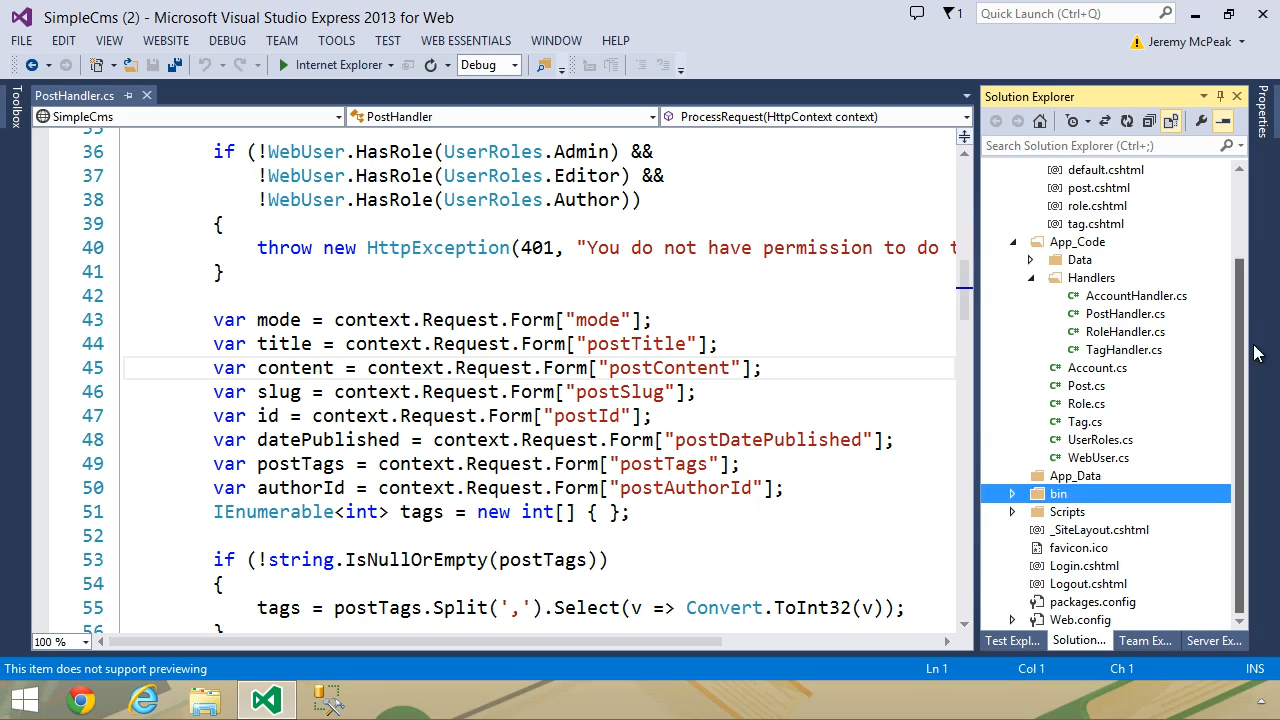 SimpleCms (2) - Microsoft Visual Studio Express 2013 for Web
1
Quick Launch (Ctrl+Q)
FILE EDIT VIEW WEBSITE DEBUG TEAM TOOLS TEST WEB ESSENTIALS WINDOW HELP
Jeremy McPeak
Internet Explorer
Debug
Toolbox
PostHandler.cs
SimpleCms
PostHandler
ProcessRequest(HttpContext context)
36 if (!WebUser.HasRole(UserRoles.Admin) &&
37 !WebUser.HasRole(UserRoles.Editor) &&
38 !WebUser.HasRole(UserRoles.Author))
39 {
40 throw new HttpException(401, "You do not have permission to do t
41 }
42
43 var mode = context.Request.Form["mode"];
44 var title = context.Request.Form["postTitle"];
45 var content = context.Request.Form["postContent"];
46 var slug = context.Request.Form["postSlug"];
47 var id = context.Request.Form["postId"];
48 var datePublished = context.Request.Form["postDatePublished"];
49 var postTags = context.Request.Form["postTags"];
50 var authorId = context.Request.Form["postAuthorId"];
51 IEnumerable<int> tags = new int[] { };
52
53 if (!string.IsNullOrEmpty(postTags))
54 {
55 tags = postTags.Split(',').Select(v => Convert.ToInt32(v));
56 }
100 %
Solution Explorer
Search Solution Explorer (Ctrl+;)
default.cshtml
post.cshtml
role.cshtml
tag.cshtml
App_Code
Data
Handlers
AccountHandler.cs
PostHandler.cs
RoleHandler.cs
TagHandler.cs
Account.cs
Post.cs
Role.cs
Tag.cs
UserRoles.cs
WebUser.cs
App_Data
bin
Scripts
_SiteLayout.cshtml
favicon.ico
Login.cshtml
Logout.cshtml
packages.config
Web.config
Test Expl... Solution... Team Ex... Server Ex...
Properties
This item does not support previewing
Ln 1 Col 1 Ch 1 INS